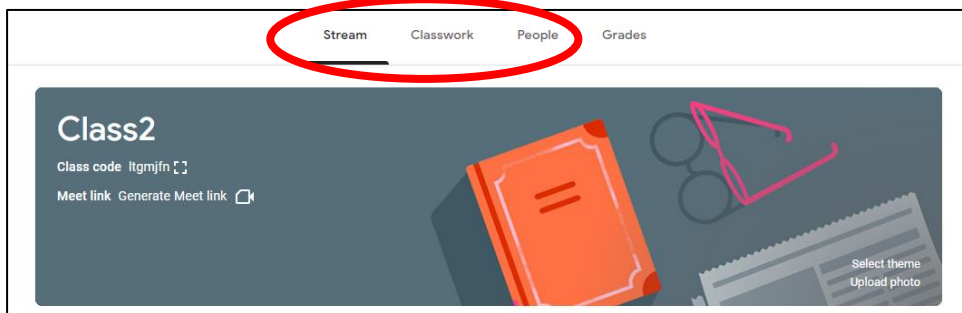 Stream Classwork People Grades
Class2
Class code ltgmjfn
Meet link Generate Meet link
Select theme
Upload photo